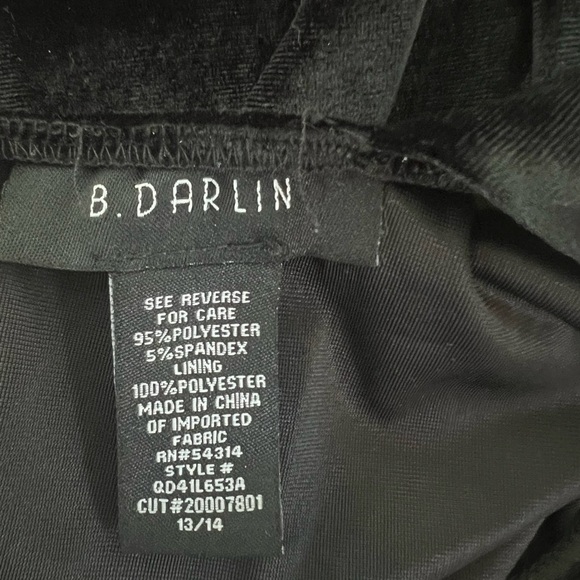 B.DARLIN
SEE REVERSE
FOR CARE
95%POLYESTER
5%SPANDEX
LINING
100%POLYESTER
MADE IN CHINA
OF IMPORTED
FABRIC
RN#54314
STYLE #
QD41L653A
CUT#20007801
13/14